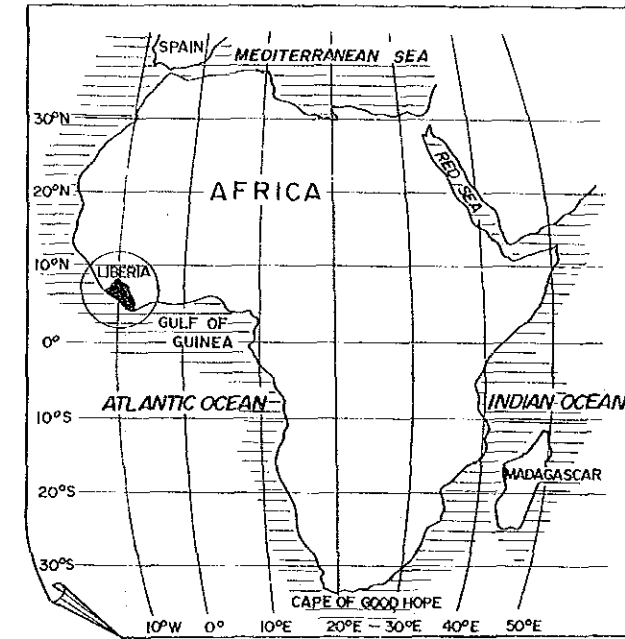 SPAIN
MEDITERRANEAN SEA
30°N
RED SEA
20°N
AFRICA
10°N
LIBERIA
GULF OF
GUINEA
0°
ATLANTIC OCEAN
INDIAN OCEAN
10°S
MADAGASCAR
20°S
30°S
CAPE OF GOOD HOPE
10°W 0° 10°E 20°E - 30°E 40°E 50°E